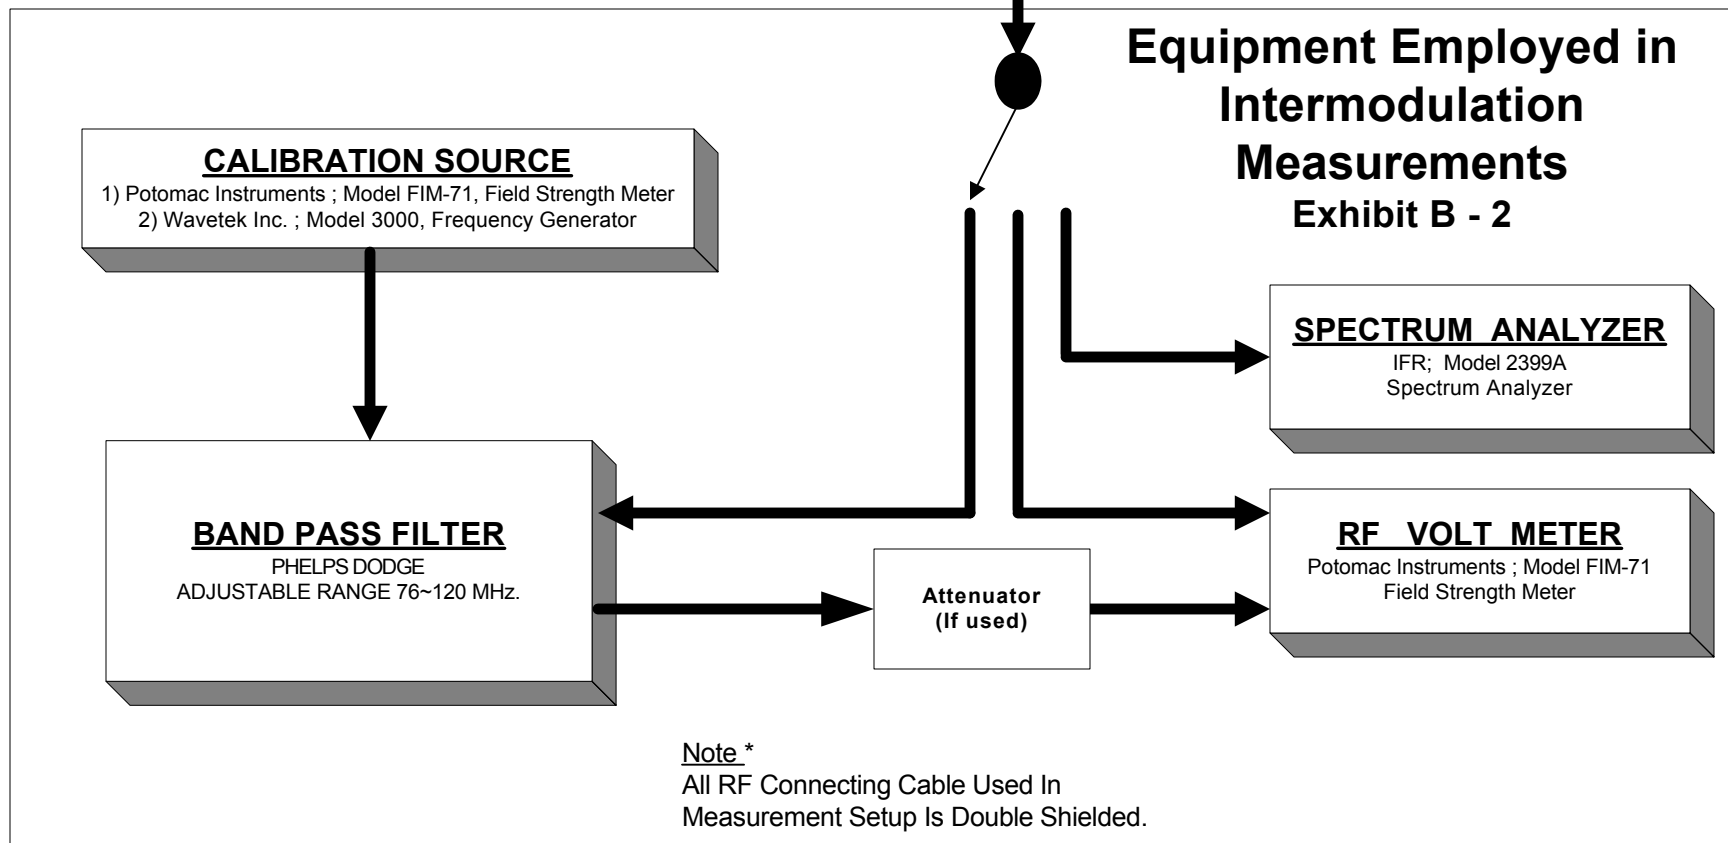 Equipment Employed in
Intermodulation
Measurements
Exhibit B - 2
CALIBRATION SOURCE
1) Potomac Instruments ; Model FIM-71, Field Strength Meter
2) Wavetek Inc. ; Model 3000, Frequency Generator
SPECTRUM ANALYZER
IFR; Model 2399A
Spectrum Analyzer
BAND PASS FILTER
PHELPS DODGE
ADJUSTABLE RANGE 76~120 MHz.
Attenuator
(If used)
RF VOLT METER
Potomac Instruments ; Model FIM-71
Field Strength Meter
Note *
All RF Connecting Cable Used In
Measurement Setup Is Double Shielded.